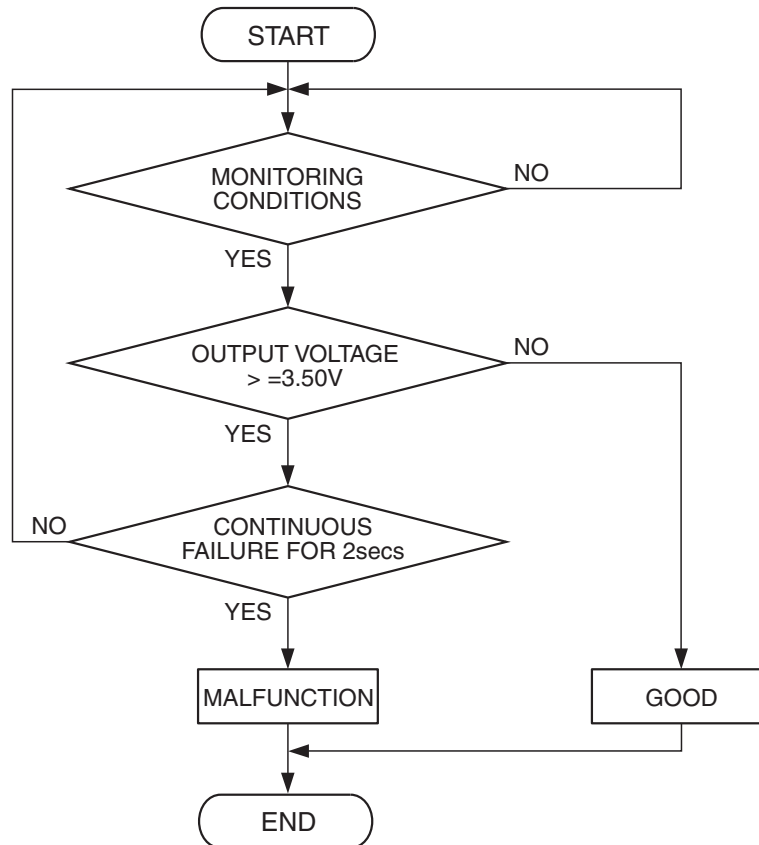 START
MONITORING
CONDITIONS
NO
YES
OUTPUT VOLTAGE
> =3.50V
NO
YES
CONTINUOUS
FAILURE FOR 2secs
NO
YES
MALFUNCTION
GOOD
END